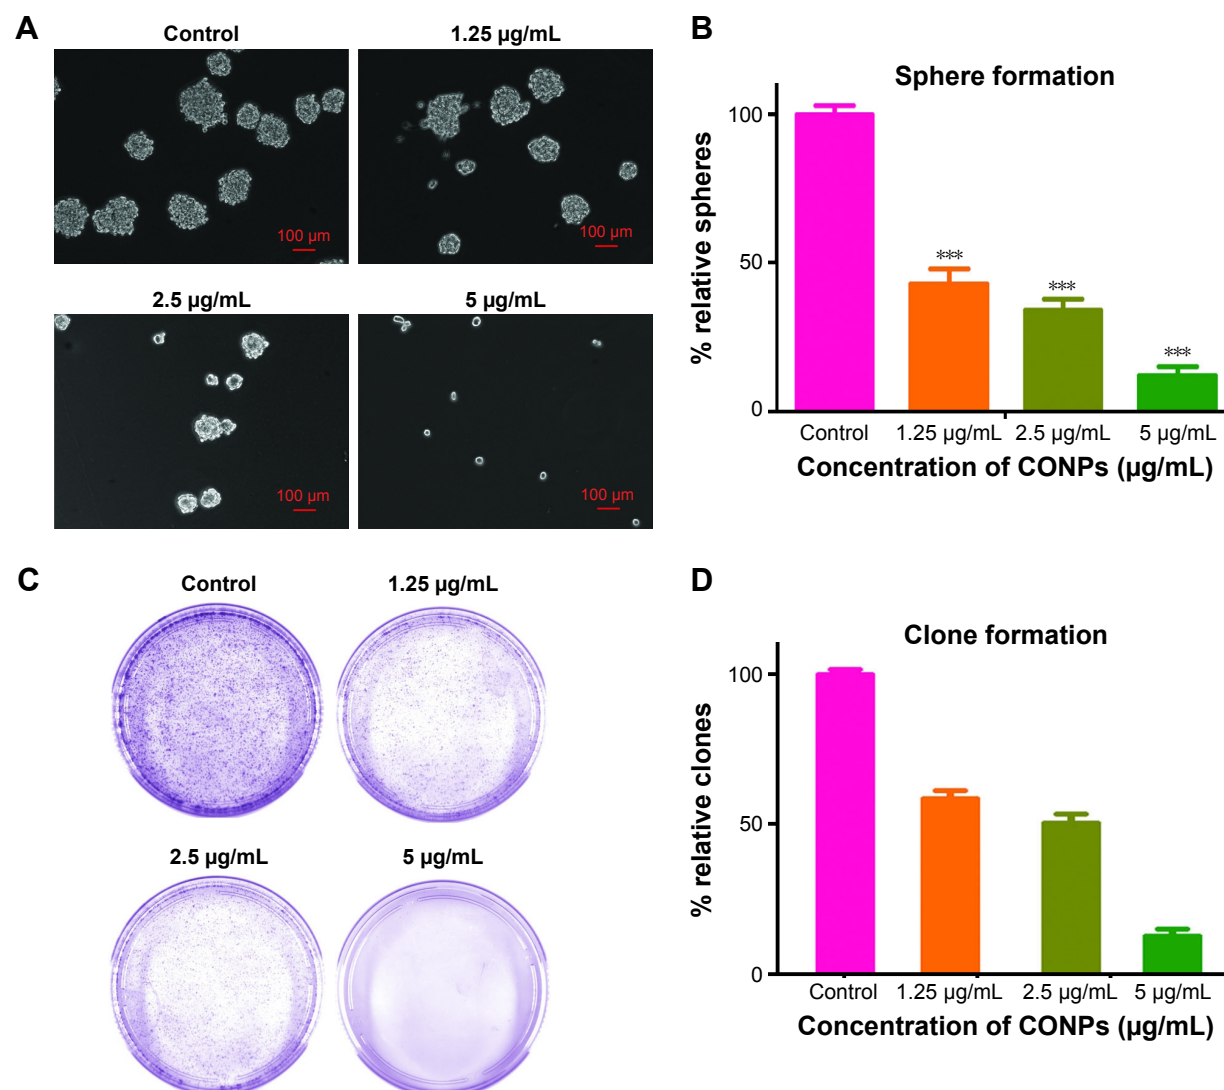 A
Control
1.25 µg/mL
100 µm
100 µm
2.5 µg/mL
5 µg/mL
100 µm
100 µm
B
Sphere formation
% relative spheres
100
50
0
***
***
***
Control
1.25 µg/mL
2.5 µg/mL
5 µg/mL
Concentration of CONPs (µg/mL)
C
Control
1.25 µg/mL
2.5 µg/mL
5 µg/mL
D
Clone formation
% relative clones
100
50
0
Control
1.25 µg/mL
2.5 µg/mL
5 µg/mL
Concentration of CONPs (µg/mL)